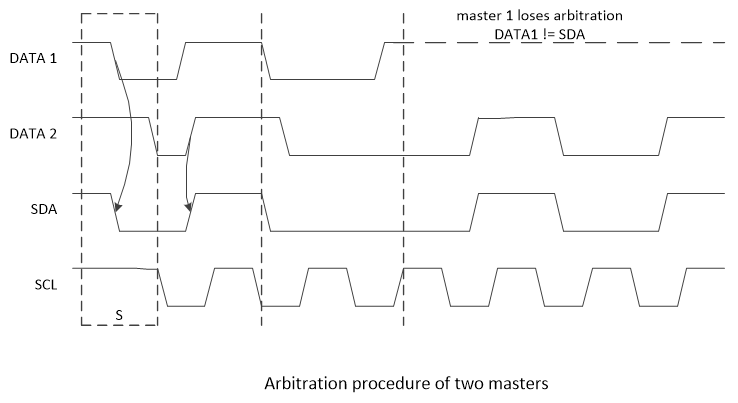 master 1 loses arbitration
DATA1 != SDA
DATA 1
DATA 2
SDA
SCL
S
Arbitration procedure of two masters